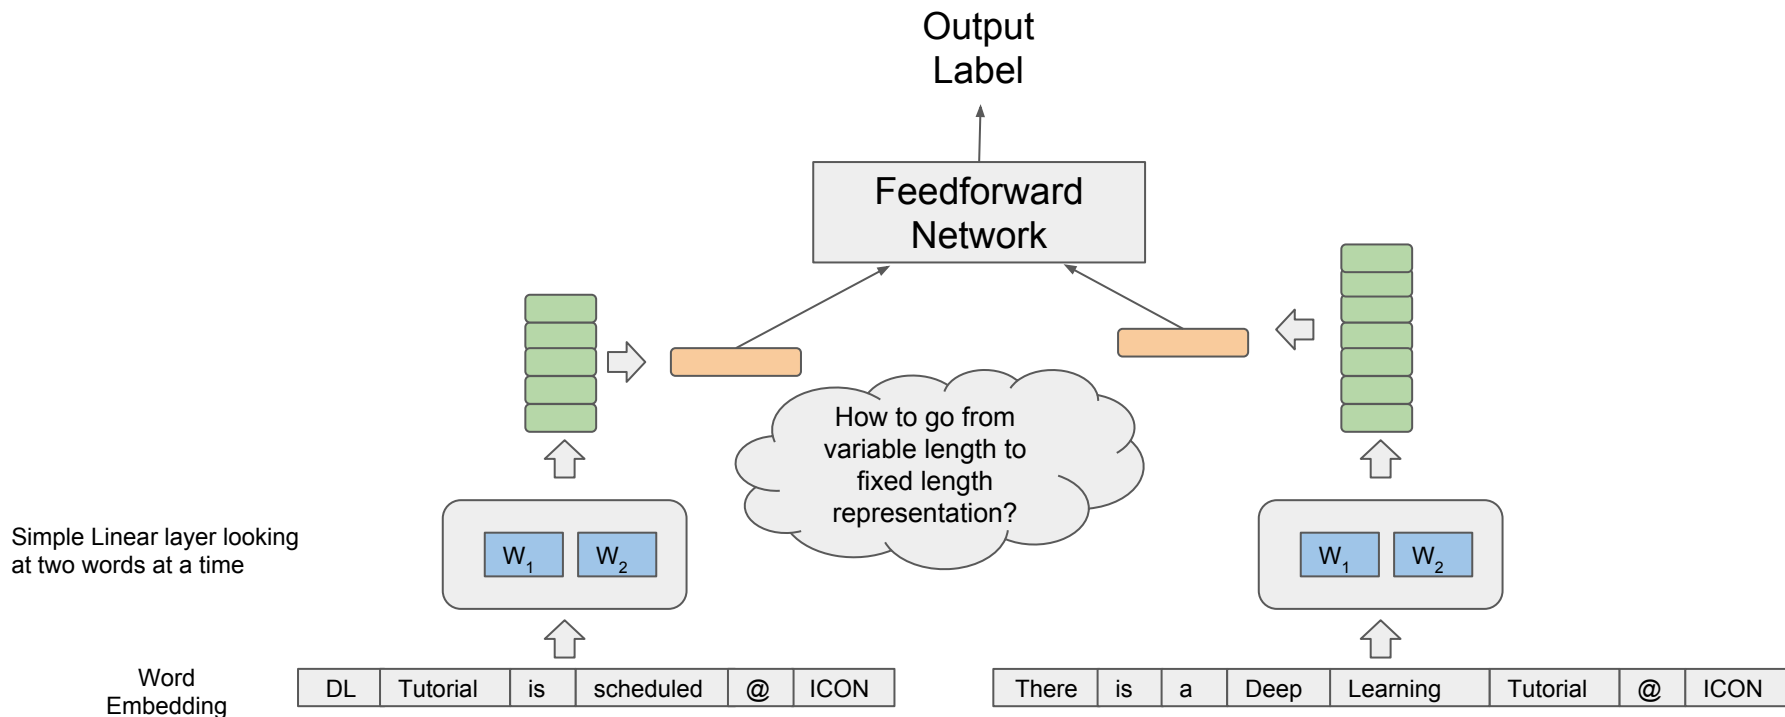 Output
Label
Feedforward
Network
How to go from
variable length to
fixed length
representation?
Simple Linear layer looking
at two words at a time
W1 W2
W1 W2
Word
Embedding
DL Tutorial is scheduled @ ICON
There is a Deep Learning Tutorial @ ICON